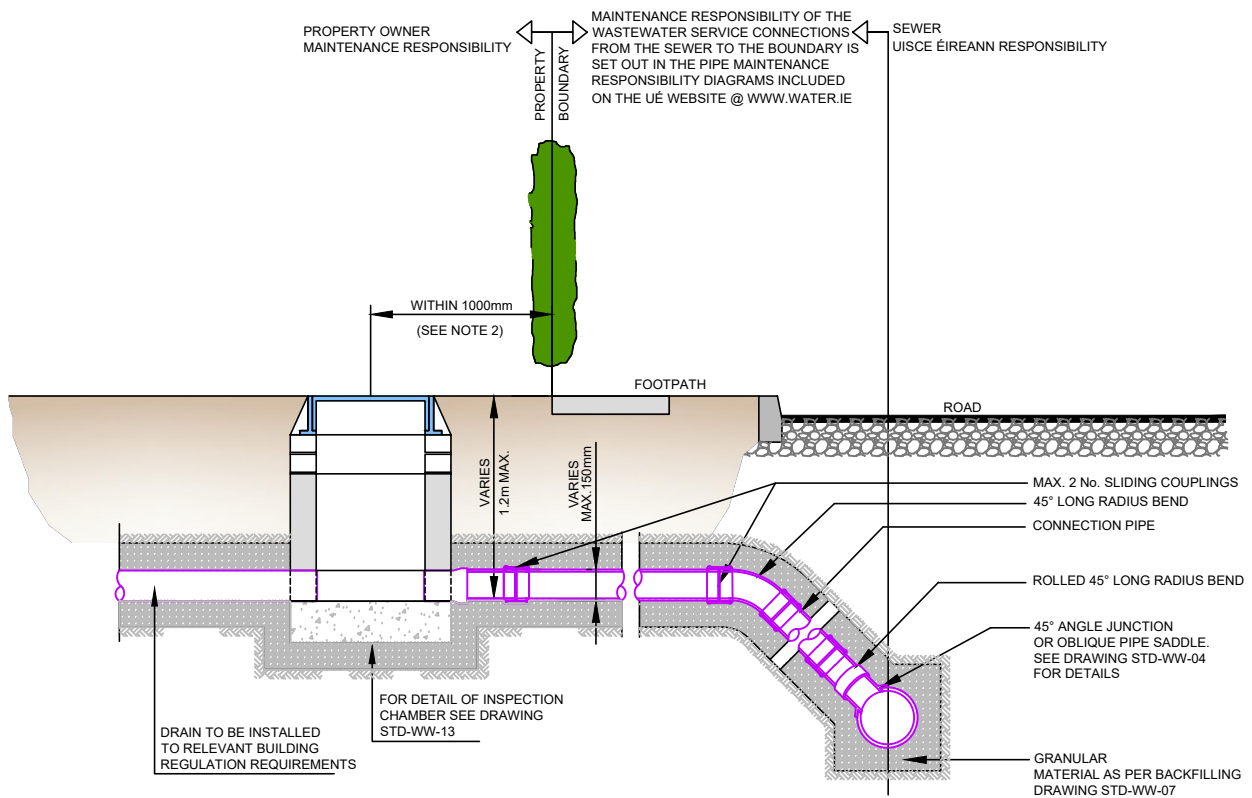 PROPERTY OWNER
MAINTENANCE RESPONSIBILITY
MAINTENANCE RESPONSIBILITY OF THE
WASTEWATER SERVICE CONNECTIONS
FROM THE SEWER TO THE BOUNDARY IS
SET OUT IN THE PIPE MAINTENANCE
RESPONSIBILITY DIAGRAMS INCLUDED
ON THE UÉ WEBSITE @ WWW.WATER.IE
SEWER
UISCE ÉIREANN RESPONSIBILITY
PROPERTY
BOUNDARY
WITHIN 1000mm
(SEE NOTE 2)
FOOTPATH
ROAD
VARIES
1.2m MAX.
VARIES
MAX.150mm
MAX. 2 No. SLIDING COUPLINGS
45° LONG RADIUS BEND
CONNECTION PIPE
ROLLED 45° LONG RADIUS BEND
45° ANGLE JUNCTION
OR OBLIQUE PIPE SADDLE.
SEE DRAWING STD-WW-04
FOR DETAILS
FOR DETAIL OF INSPECTION
CHAMBER SEE DRAWING
STD-WW-13
DRAIN TO BE INSTALLED
TO RELEVANT BUILDING
REGULATION REQUIREMENTS
GRANULAR
MATERIAL AS PER BACKFILLING
DRAWING STD-WW-07